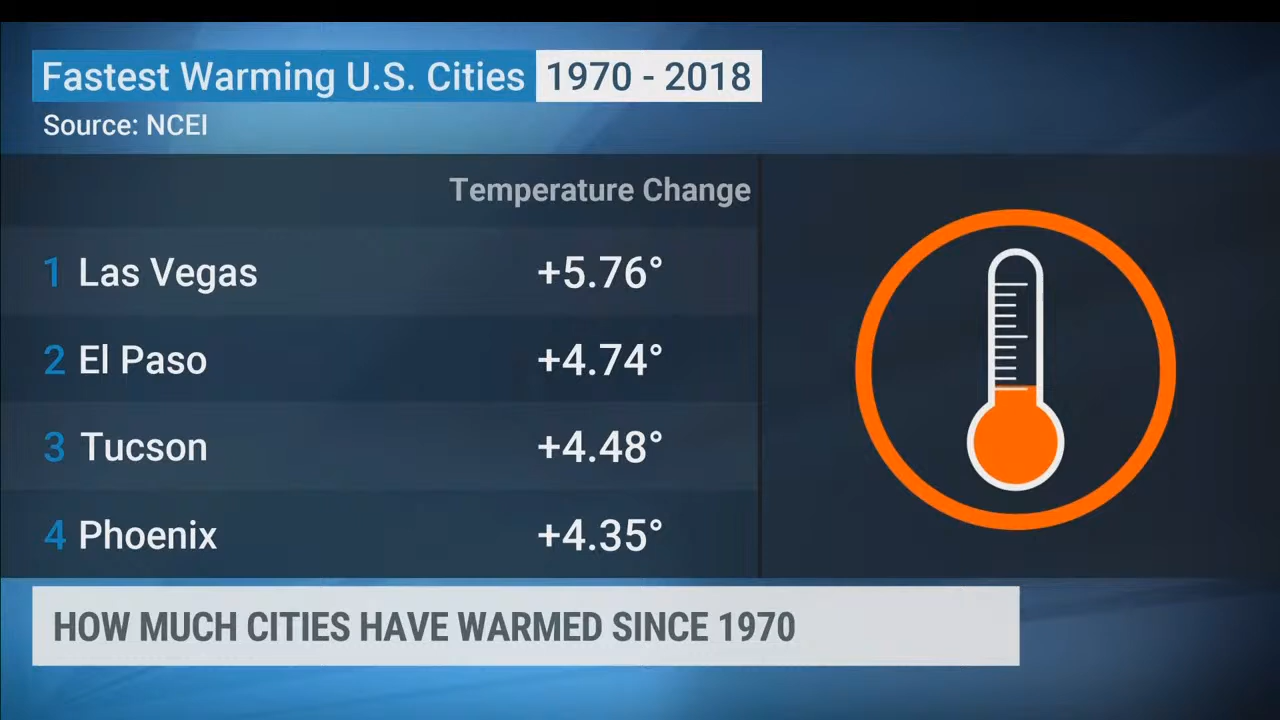 Fastest Warming U.S. Cities 1970 - 2018
Source: NCEI
Temperature Change
1 Las Vegas +5.76°
2 El Paso +4.74°
3 Tucson +4.48°
4 Phoenix +4.35°
HOW MUCH CITIES HAVE WARMED SINCE 1970